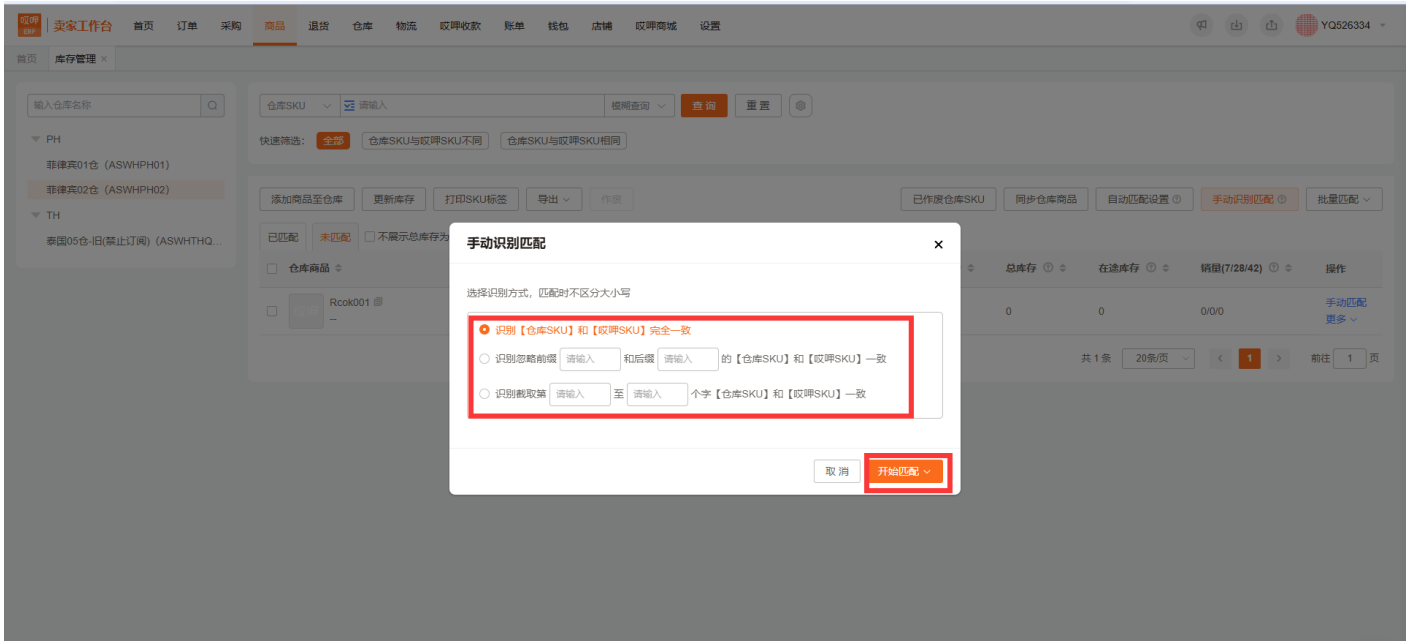 哎呷 ERP 卖家工作台 首页 订单 采购 商品 退货 仓库 物流 哎呷收款 账单 钱包 店铺 哎呷商城 设置 YQ526334
首页 库存管理 ×
输入仓库名称
仓库SKU 请输入 模糊查询 查 询 重 置
快速筛选： 全部 仓库SKU与哎呷SKU不同 仓库SKU与哎呷SKU相同
PH
菲律宾01仓（ASWHPH01）
菲律宾02仓（ASWHPH02）
TH
泰国05仓-旧(禁止订阅)（ASWHTHQ...
添加商品至仓库 更新库存 打印SKU标签 导出 作废 已作废仓库SKU 同步仓库商品 自动匹配设置 手动识别匹配 批量匹配
已匹配 未匹配 不展示总库存为
仓库商品 总库存 在途库存 销量(7/28/42) 操作
Rcok001 0 0 0/0/0 手动匹配
-- 更多
共 1 条 20条/页 < 1 > 前往 1 页
手动识别匹配 ×
选择识别方式，匹配时不区分大小写
识别【仓库SKU】和【哎呷SKU】完全一致
识别忽略前缀 请输入 和后缀 请输入 的【仓库SKU】和【哎呷SKU】一致
识别截取第 请输入 至 请输入 个字【仓库SKU】和【哎呷SKU】一致
取 消 开始匹配